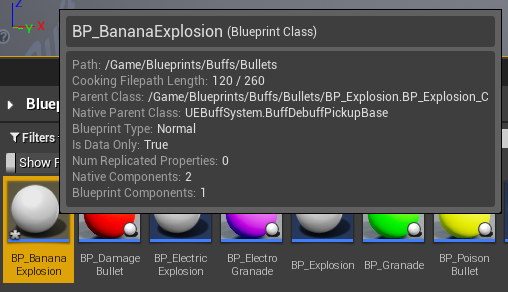 Z
X
BP_BananaExplosion (Blueprint Class)
Path: /Game/Blueprints/Buffs/Bullets
Cooking Filepath Length: 120 / 260
Parent Class: /Game/Blueprints/Buffs/Bullets/BP_Explosion.BP_Explosion_C
Native Parent Class: UEBuffSystem.BuffDebuffPickupBase
Blueprint Type: Normal
Is Data Only: True
Num Replicated Properties: 0
Native Components: 2
Blueprint Components: 1
Filters
BP_Banana
Explosion
BP_Damage
Bullet
BP_Electric
Explosion
BP_Electro
Granade
BP_Explosion
BP_Granade
BP_Poison
Bullet